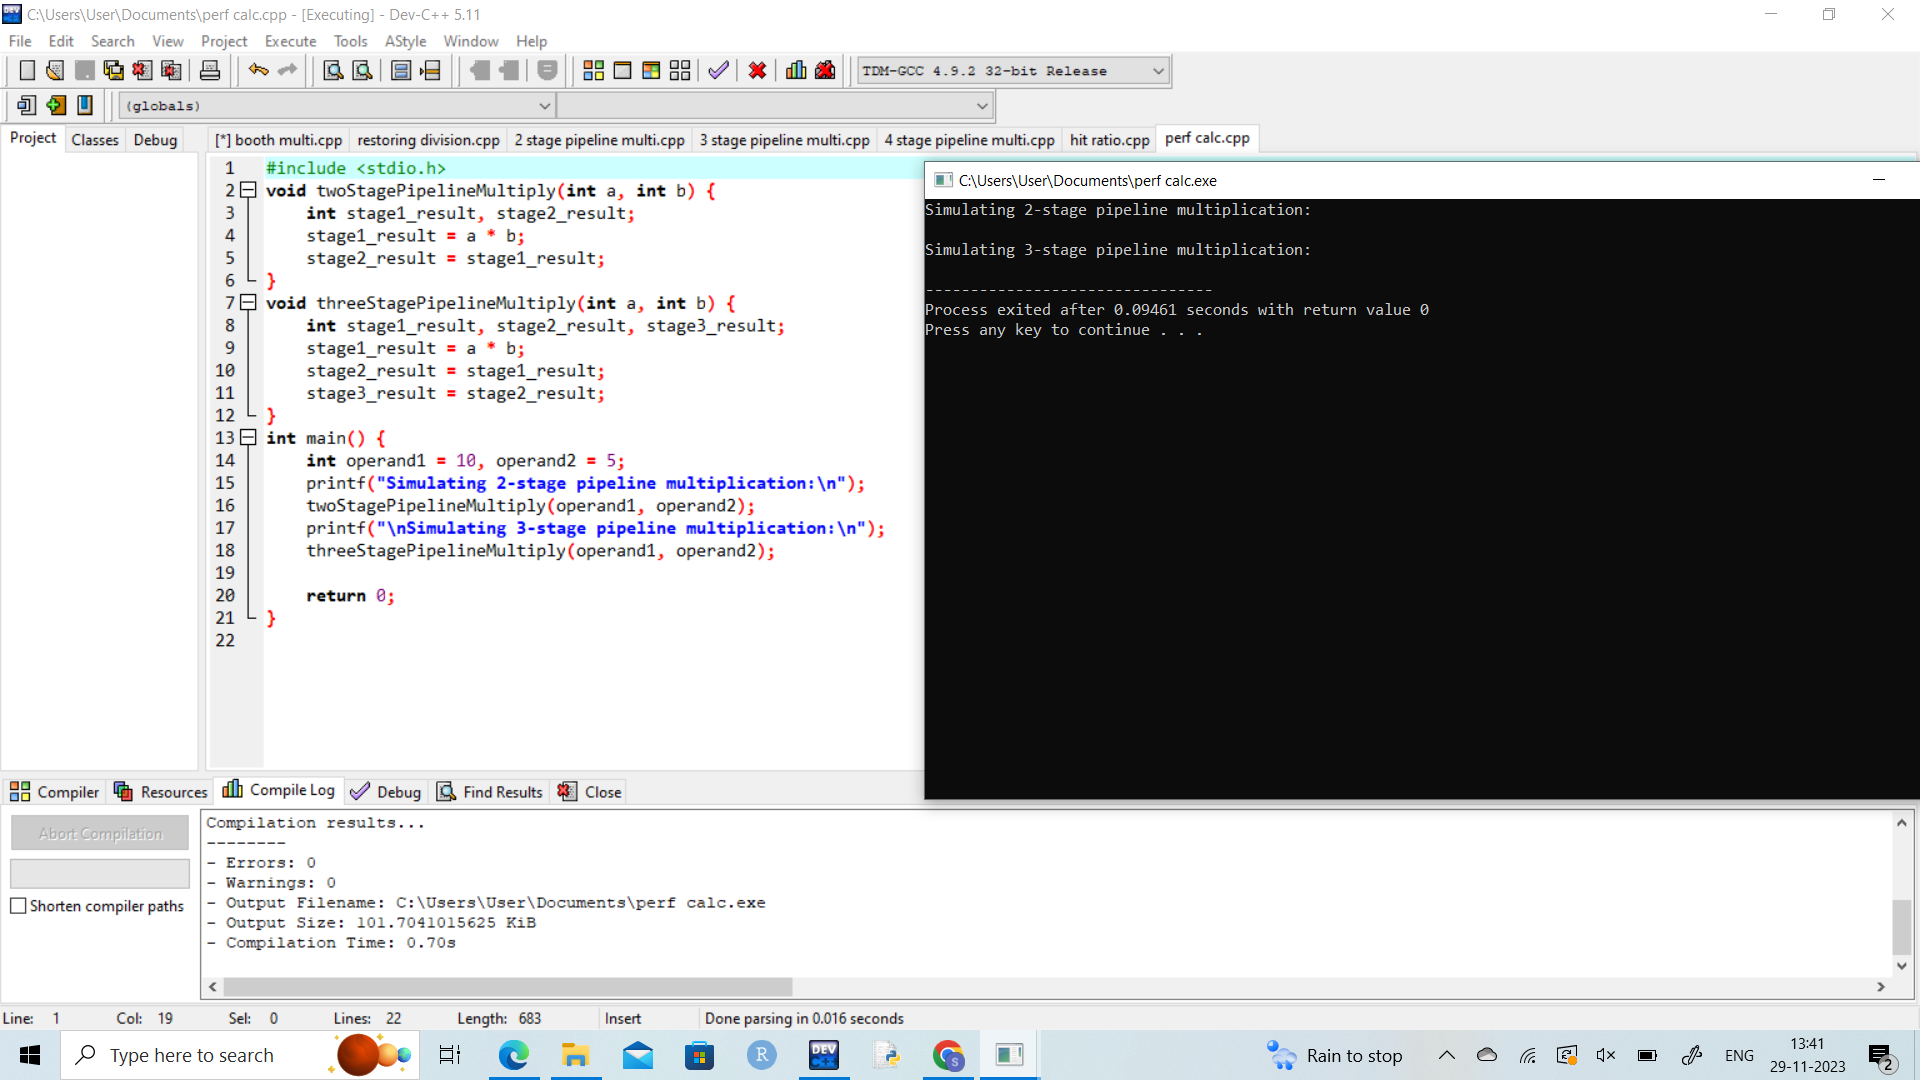 C:\Users\User\Documents\perf calc.cpp - [Executing] - Dev-C++ 5.11
File Edit Search View Project Execute Tools AStyle Window Help
TDM-GCC 4.9.2 32-bit Release
(globals)
Project Classes Debug
[*] booth multi.cpp restoring division.cpp 2 stage pipeline multi.cpp 3 stage pipeline multi.cpp 4 stage pipeline multi.cpp hit ratio.cpp perf calc.cpp
1 #include <stdio.h>
2 void twoStagePipelineMultiply(int a, int b) {
3 int stage1_result, stage2_result;
4 stage1_result = a * b;
5 stage2_result = stage1_result;
6 }
7 void threeStagePipelineMultiply(int a, int b) {
8 int stage1_result, stage2_result, stage3_result;
9 stage1_result = a * b;
10 stage2_result = stage1_result;
11 stage3_result = stage2_result;
12 }
13 int main() {
14 int operand1 = 10, operand2 = 5;
15 printf("Simulating 2-stage pipeline multiplication:\n");
16 twoStagePipelineMultiply(operand1, operand2);
17 printf("\nSimulating 3-stage pipeline multiplication:\n");
18 threeStagePipelineMultiply(operand1, operand2);
19
20 return 0;
21 }
22
C:\Users\User\Documents\perf calc.exe
Simulating 2-stage pipeline multiplication:
Simulating 3-stage pipeline multiplication:
--------------------------------
Process exited after 0.09461 seconds with return value 0
Press any key to continue . . .
Compiler Resources Compile Log Debug Find Results Close
Abort Compilation
Shorten compiler paths
Compilation results...
--------
- Errors: 0
- Warnings: 0
- Output Filename: C:\Users\User\Documents\perf calc.exe
- Output Size: 101.7041015625 KiB
- Compilation Time: 0.70s
Line: 1 Col: 19 Sel: 0 Lines: 22 Length: 683 Insert Done parsing in 0.016 seconds
Type here to search
DEV
R
S
Rain to stop
ENG
13:41
29-11-2023
2